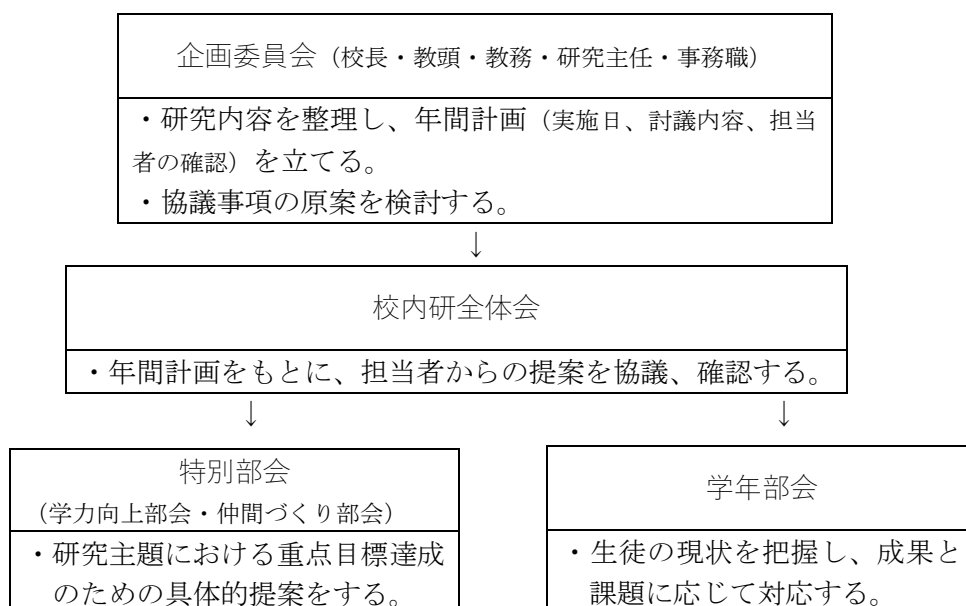 企画委員会（校長・教頭・教務・研究主任・事務職）
・研究内容を整理し、年間計画（実施日、討議内容、担当
者の確認）を立てる。
・協議事項の原案を検討する。
↓
校内研全体会
・年間計画をもとに、担当者からの提案を協議、確認する。
↓
↓
特別部会
（学力向上部会・仲間づくり部会）
・研究主題における重点目標達成
のための具体的提案をする。
学年部会
・生徒の現状を把握し、成果と
課題に応じて対応する。